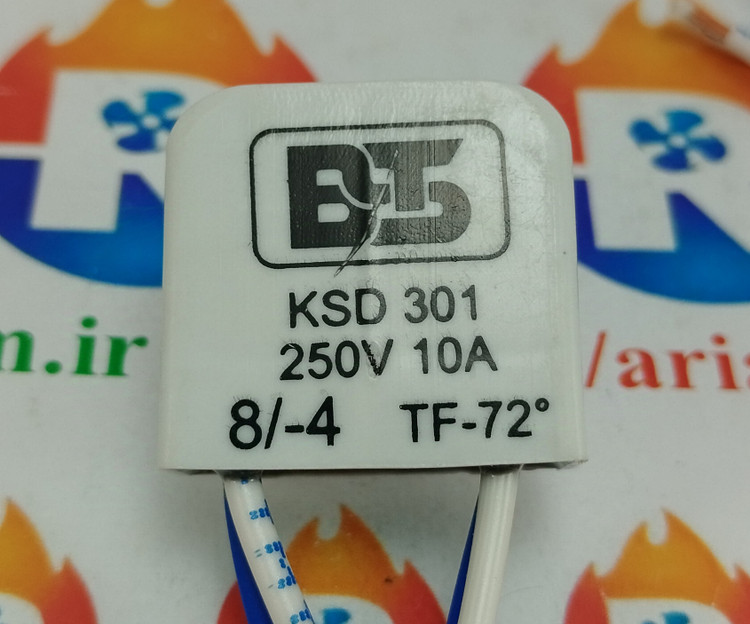 BTS
KSD 301
250V 10A
8/-4 TF-72°
m.ir
/aria